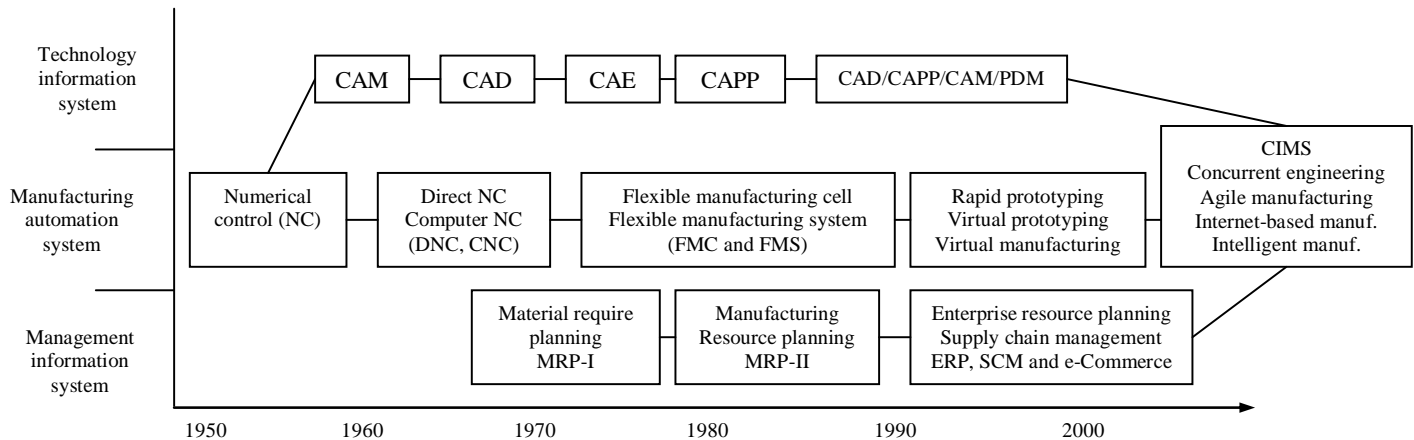 Technology
information
system
CAM
CAD
CAE
CAPP
CAD/CAPP/CAM/PDM
Manufacturing
automation
system
Numerical
control (NC)
Direct NC
Computer NC
(DNC, CNC)
Flexible manufacturing cell
Flexible manufacturing system
(FMC and FMS)
Rapid prototyping
Virtual prototyping
Virtual manufacturing
CIMS
Concurrent engineering
Agile manufacturing
Internet-based manuf.
Intelligent manuf.
Management
information
system
Material require
planning
MRP-I
Manufacturing
Resource planning
MRP-II
Enterprise resource planning
Supply chain management
ERP, SCM and e-Commerce
1950 1960 1970 1980 1990 2000